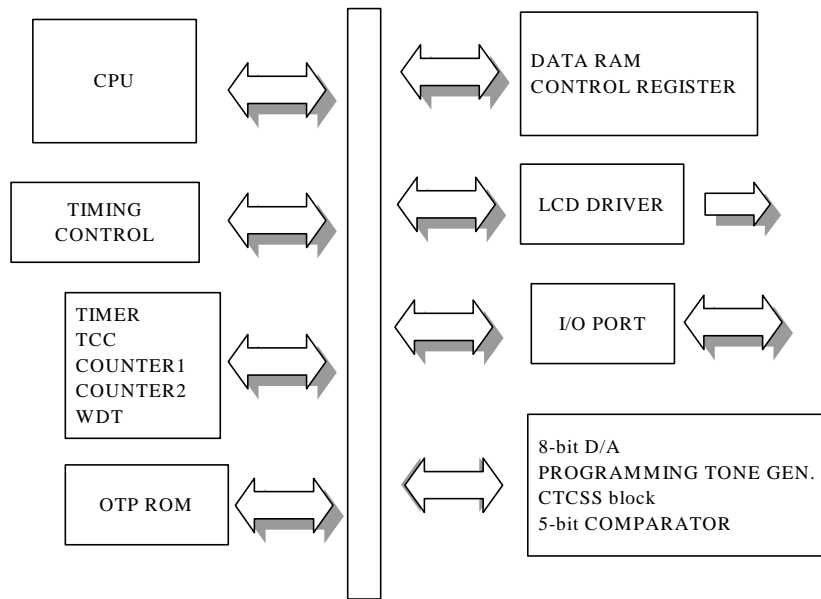 CPU
TIMING
CONTROL
TIMER
TCC
COUNTER1
COUNTER2
WDT
OTP ROM
DATA RAM
CONTROL REGISTER
LCD DRIVER
I/O PORT
8-bit D/A
PROGRAMMING TONE GEN.
CTCSS block
5-bit COMPARATOR